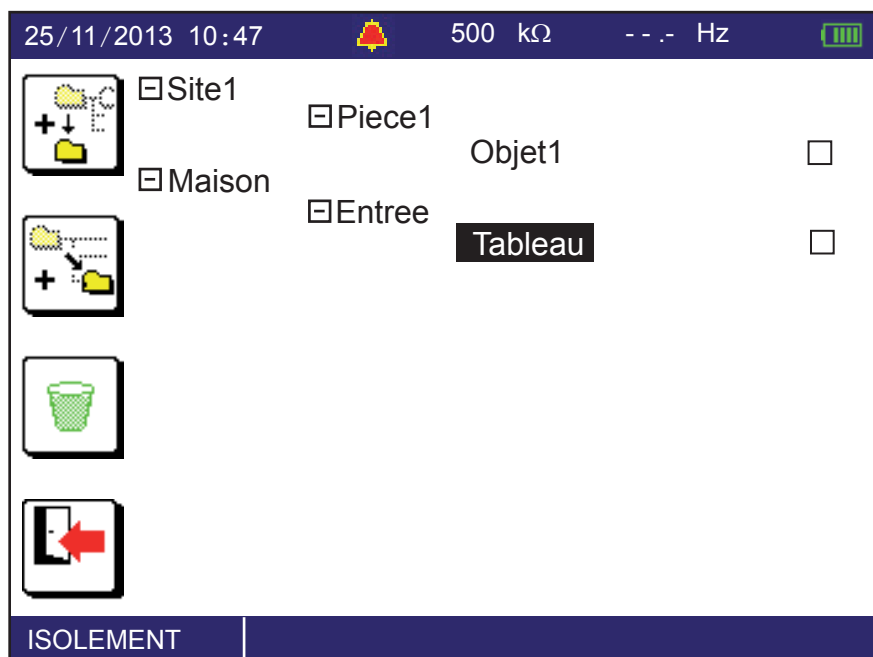 25/11/2013 10:47 500 kΩ - - .- Hz
Site1
Piece1
Objet1
Maison
Entree
Tableau
ISOLEMENT